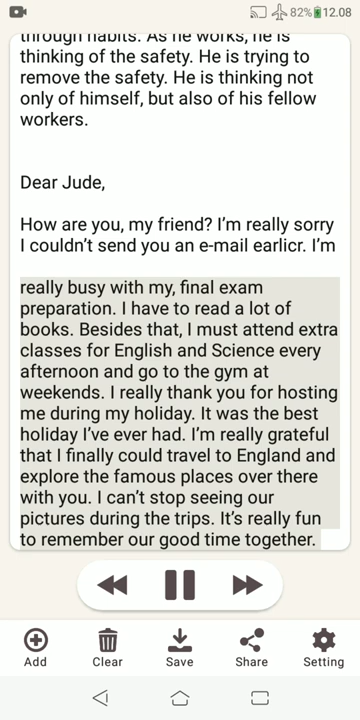 82% 12.08
through habits. As he works, he is
thinking of the safety. He is trying to
remove the safety. He is thinking not
only of himself, but also of his fellow
workers.
Dear Jude,
How are you, my friend? I'm really sorry
I couldn't send you an e-mail earlicr. I'm
really busy with my, final exam
preparation. I have to read a lot of
books. Besides that, I must attend extra
classes for English and Science every
afternoon and go to the gym at
weekends. I really thank you for hosting
me during my holiday. It was the best
holiday I've ever had. I'm really grateful
that I finally could travel to England and
explore the famous places over there
with you. I can't stop seeing our
pictures during the trips. It's really fun
to remember our good time together.
Add Clear Save Share Setting